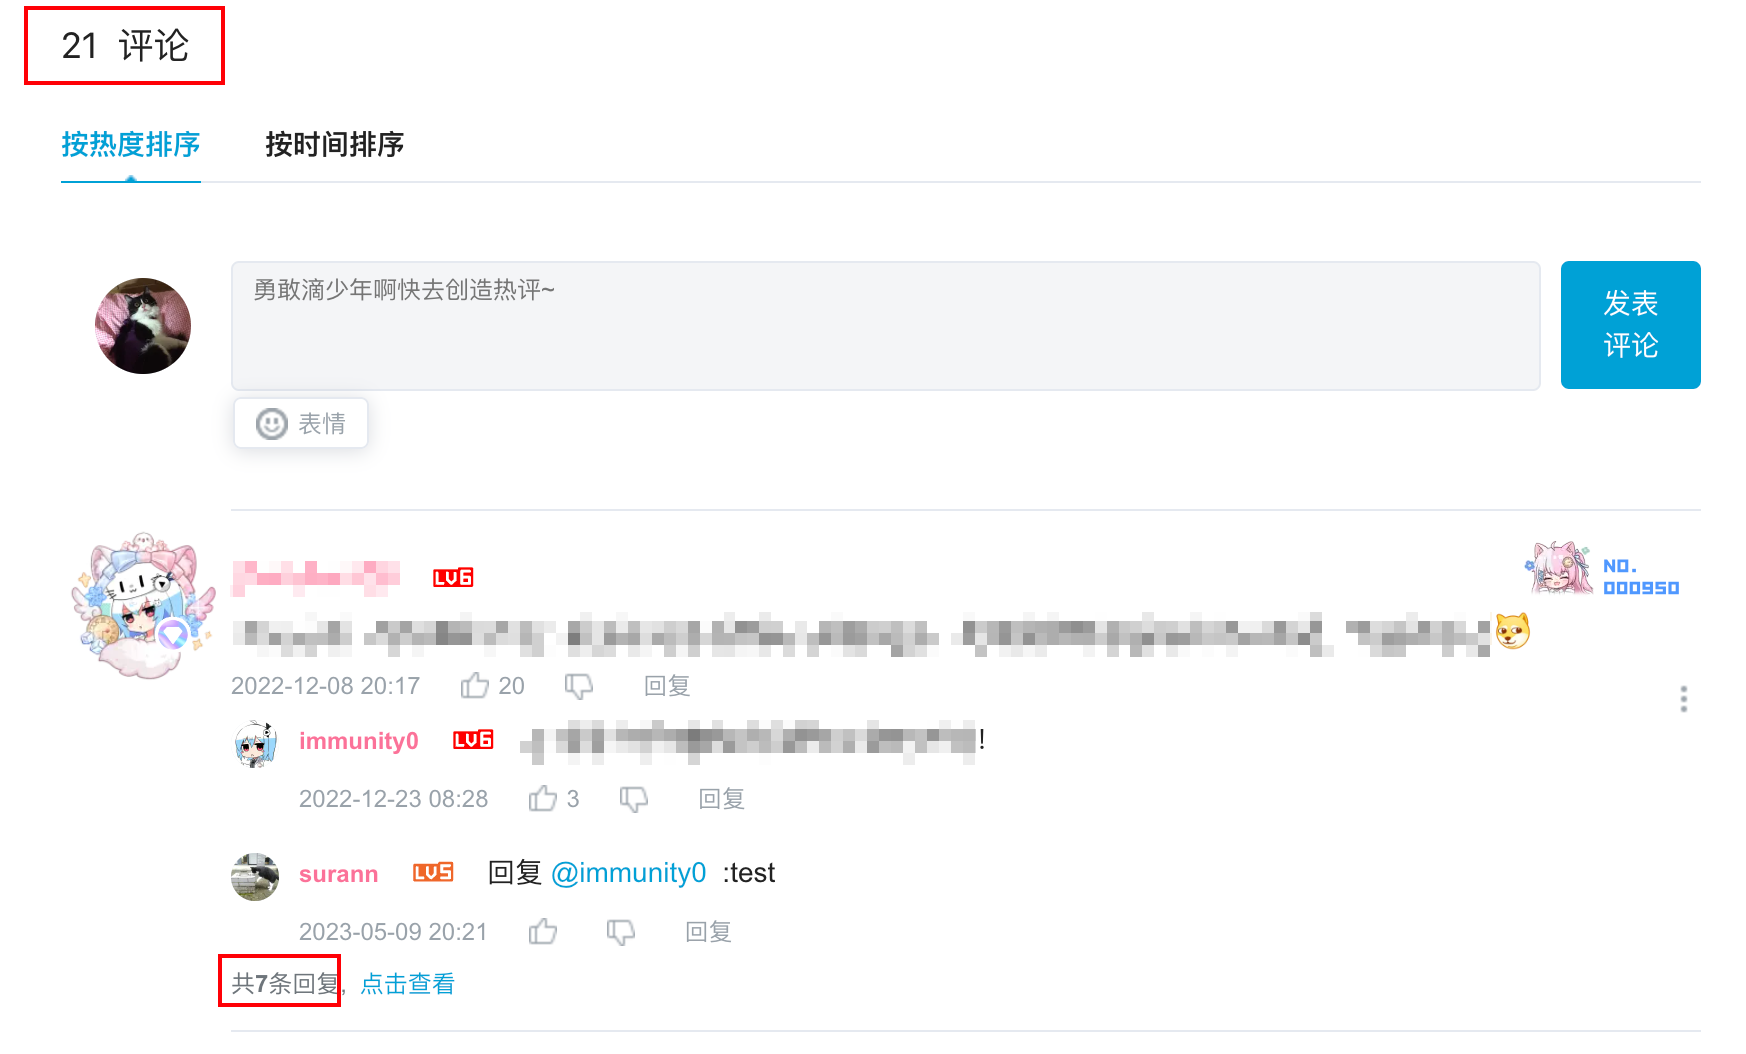 21 评论
按热度排序 按时间排序
勇敢滴少年啊快去创造热评~
发表
评论
表情
LV6
NO.
000950
2022-12-08 20:17 20 回复
immunity0 LV6 !
2022-12-23 08:28 3 回复
surann LV5 回复 @immunity0 :test
2023-05-09 20:21 回复
共7条回复, 点击查看